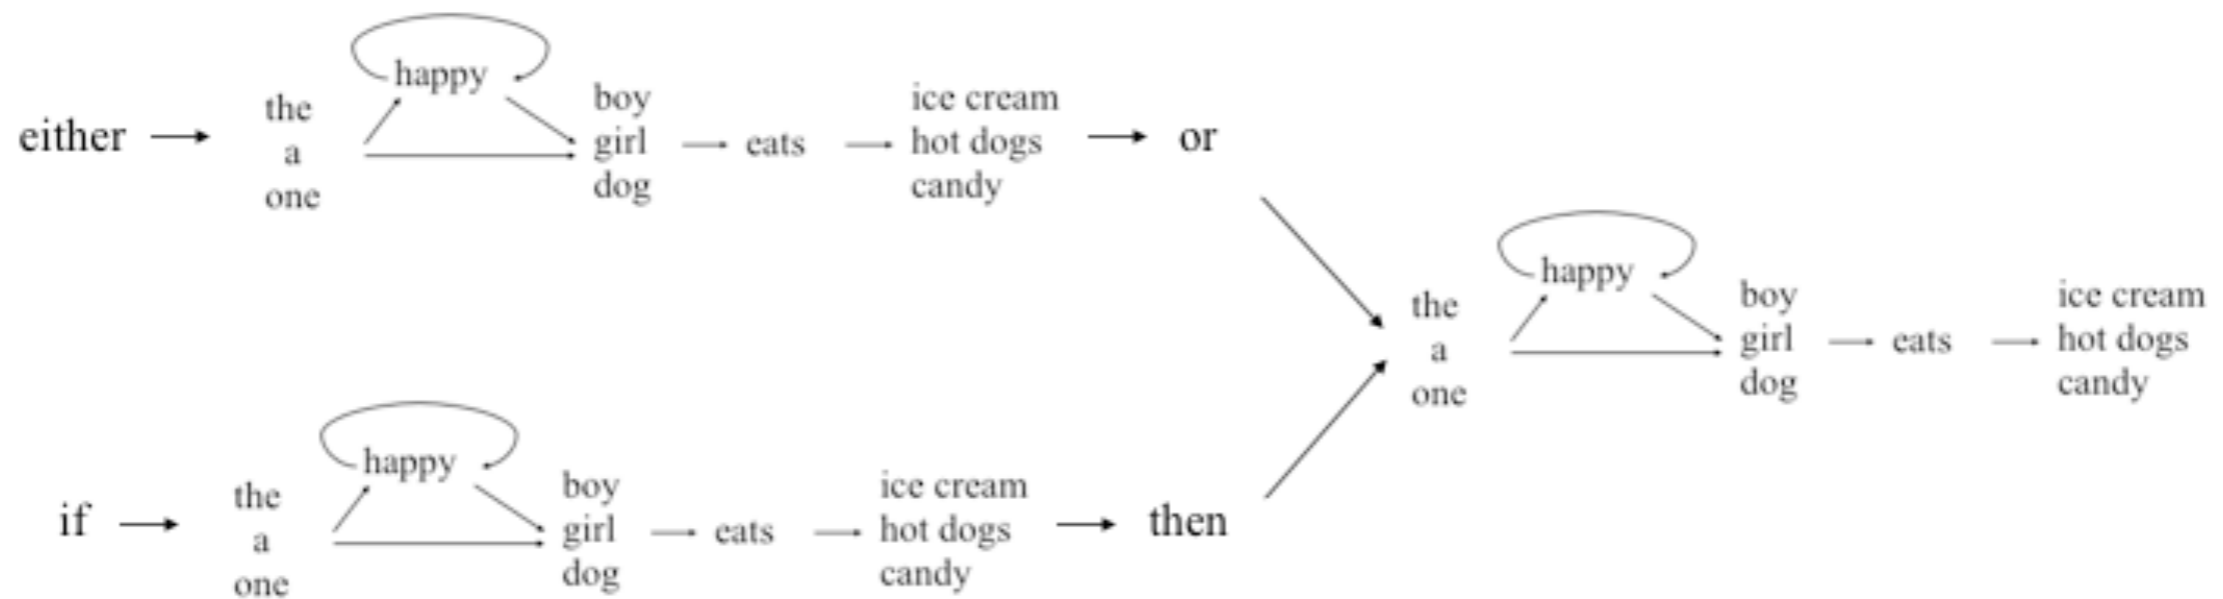 either
the
a
one
happy
boy
girl
dog
eats
ice cream
hot dogs
candy
or
if
the
a
one
happy
boy
girl
dog
eats
ice cream
hot dogs
candy
then
the
a
one
happy
boy
girl
dog
eats
ice cream
hot dogs
candy